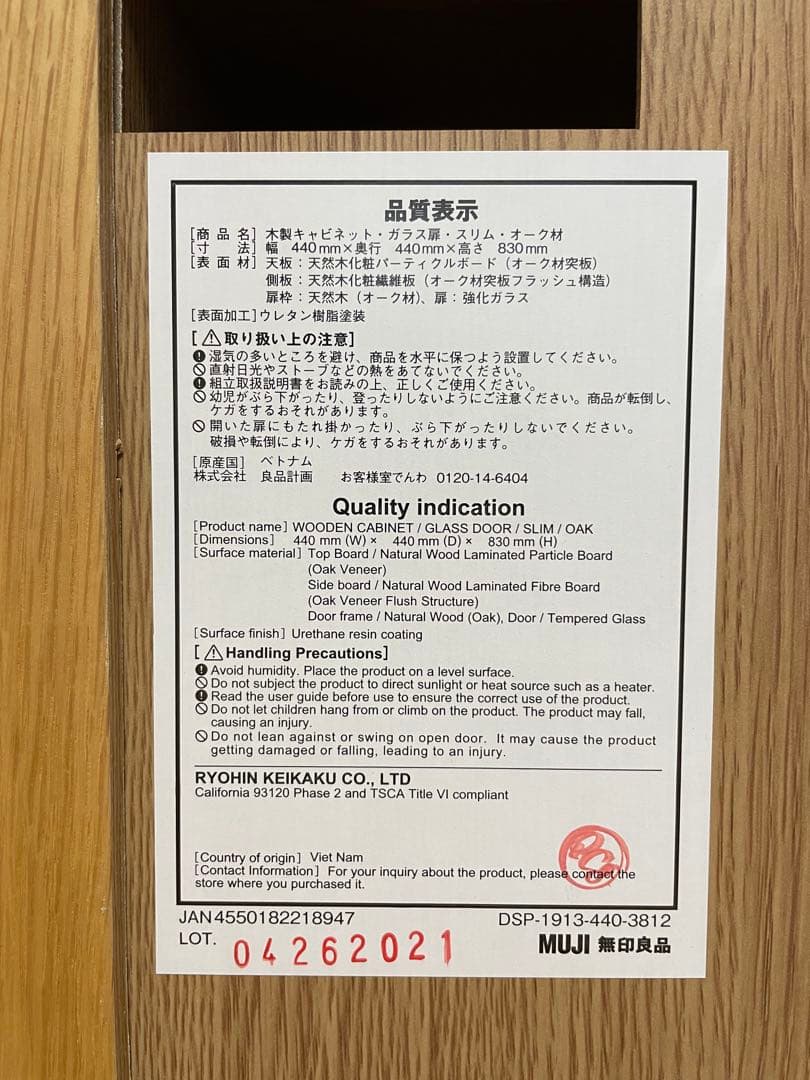 品質表示
[商品名] 木製キャビネット・ガラス扉・スリム・オーク材
[寸法] 幅 440mm×奥行 440mm×高さ 830mm
[表面材] 天板：天然木化粧パーティクルボード（オーク材突板）
側板：天然木化粧繊維板（オーク材突板フラッシュ構造）
扉枠：天然木（オーク材）、扉：強化ガラス
[表面加工]ウレタン樹脂塗装
[⚠取り扱い上の注意]
湿気の多いところを避け、商品を水平に保つよう設置してください。
直射日光やストーブなどの熱をあてないでください。
組立取扱説明書をお読みの上、正しくご使用ください。
幼児がぶら下がったり、登ったりしないようにご注意ください。商品が転倒し、
ケガをするおそれがあります。
開いた扉にもたれ掛かったり、ぶら下がったりしないでください。
破損や転倒により、ケガをするおそれがあります。
[原産国] ベトナム
株式会社 良品計画 お客様室でんわ 0120-14-6404
Quality indication
[Product name] WOODEN CABINET / GLASS DOOR / SLIM / OAK
[Dimensions] 440 mm (W)× 440 mm (D)× 830 mm (H)
[Surface material] Top Board / Natural Wood Laminated Particle Board
(Oak Veneer)
Side board / Natural Wood Laminated Fibre Board
(Oak Veneer Flush Structure)
Door frame / Natural Wood (Oak), Door / Tempered Glass
[Surface finish] Urethane resin coating
[⚠Handling Precautions]
Avoid humidity. Place the product on a level surface.
Do not subject the product to direct sunlight or heat source such as a heater.
Read the user guide before use to ensure the correct use of the product.
Do not let children hang from or climb on the product. The product may fall,
causing an injury.
Do not lean against or swing on open door. It may cause the product
getting damaged or falling, leading to an injury.
RYOHIN KEIKAKU CO., LTD
California 93120 Phase 2 and TSCA Title VI compliant
[Country of origin] Viet Nam
[Contact Information] For your inquiry about the product, please contact the
store where you purchased it.
JAN4550182218947 DSP-1913-440-3812
LOT. 04262021 MUJI 無印良品